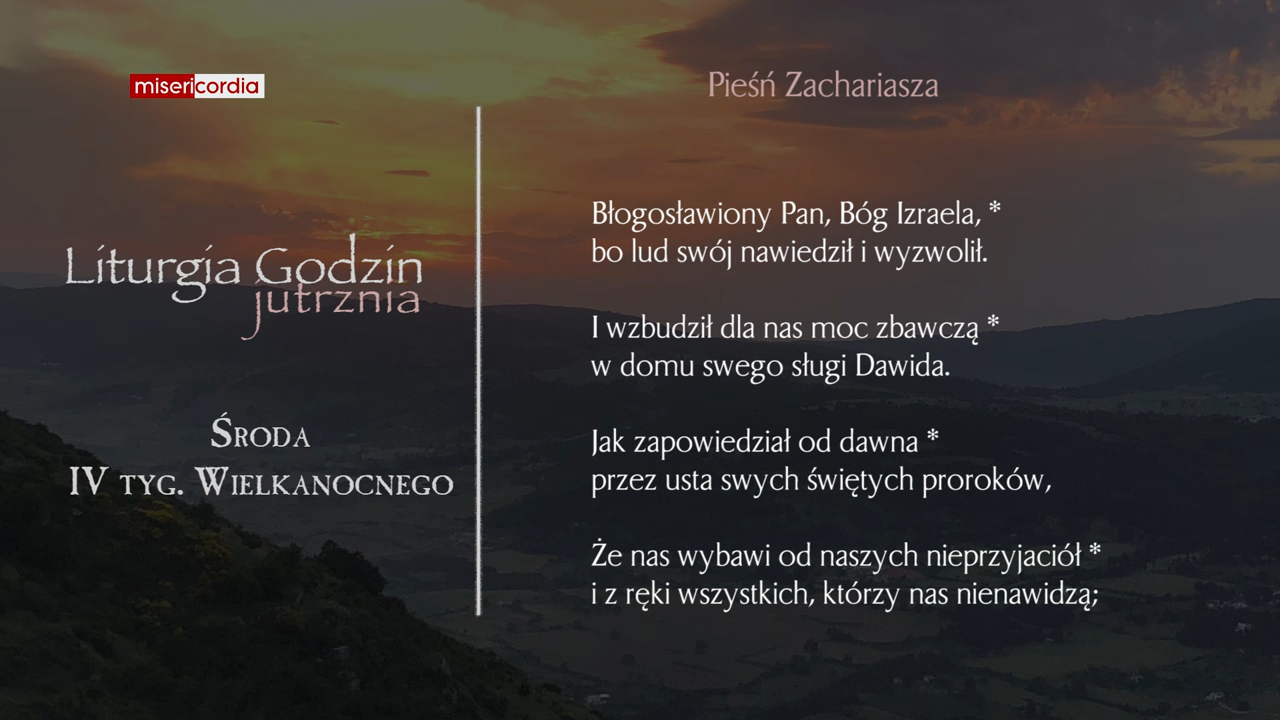 misericordia
Liturgia Godzin
jutrznia
Środa
IV tyg. Wielkanocnego
Pieśń Zachariasza
Błogosławiony Pan, Bóg Izraela, *
bo lud swój nawiedził i wyzwolił.
I wzbudził dla nas moc zbawczą *
w domu swego sługi Dawida.
Jak zapowiedział od dawna *
przez usta swych świętych proroków,
Że nas wybawi od naszych nieprzyjaciół *
i z ręki wszystkich, którzy nas nienawidzą;